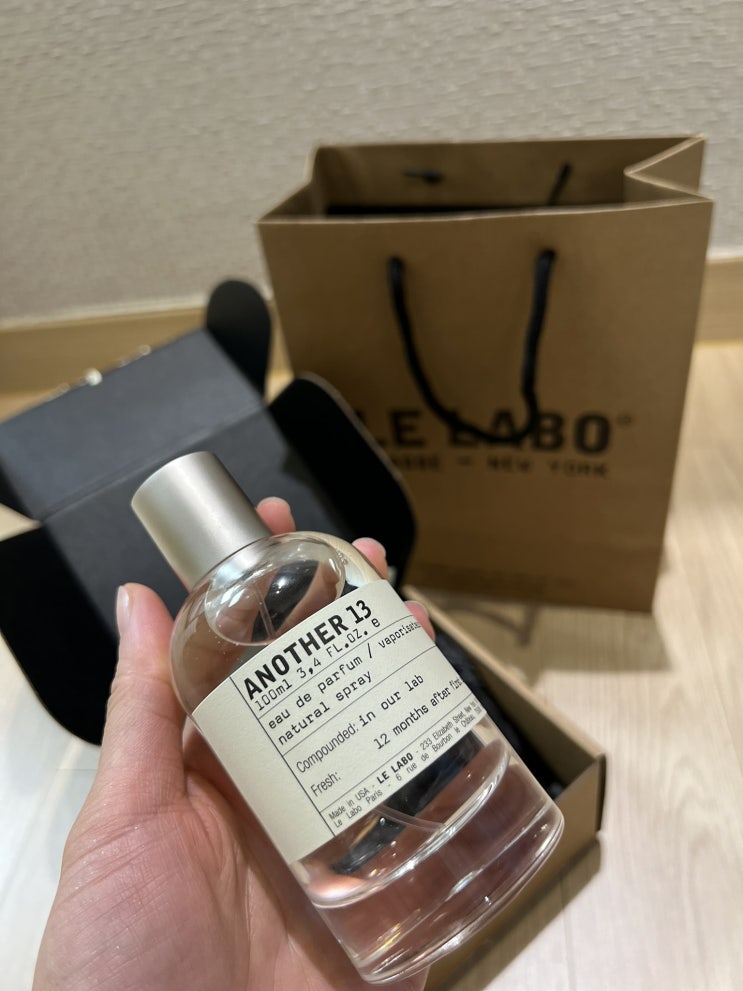 LE LABO
NEW YORK
ANOTHER 13
100ml 3,4 FL.OZ. e
eau de parfum / vaporisateur
natural spray
Compounded: in our lab
Fresh: 12 months after first
Made in USA - LE LABO - 233 Elizabeth Street New
Le Labo Paris - 6 rue de Bourbon le Château